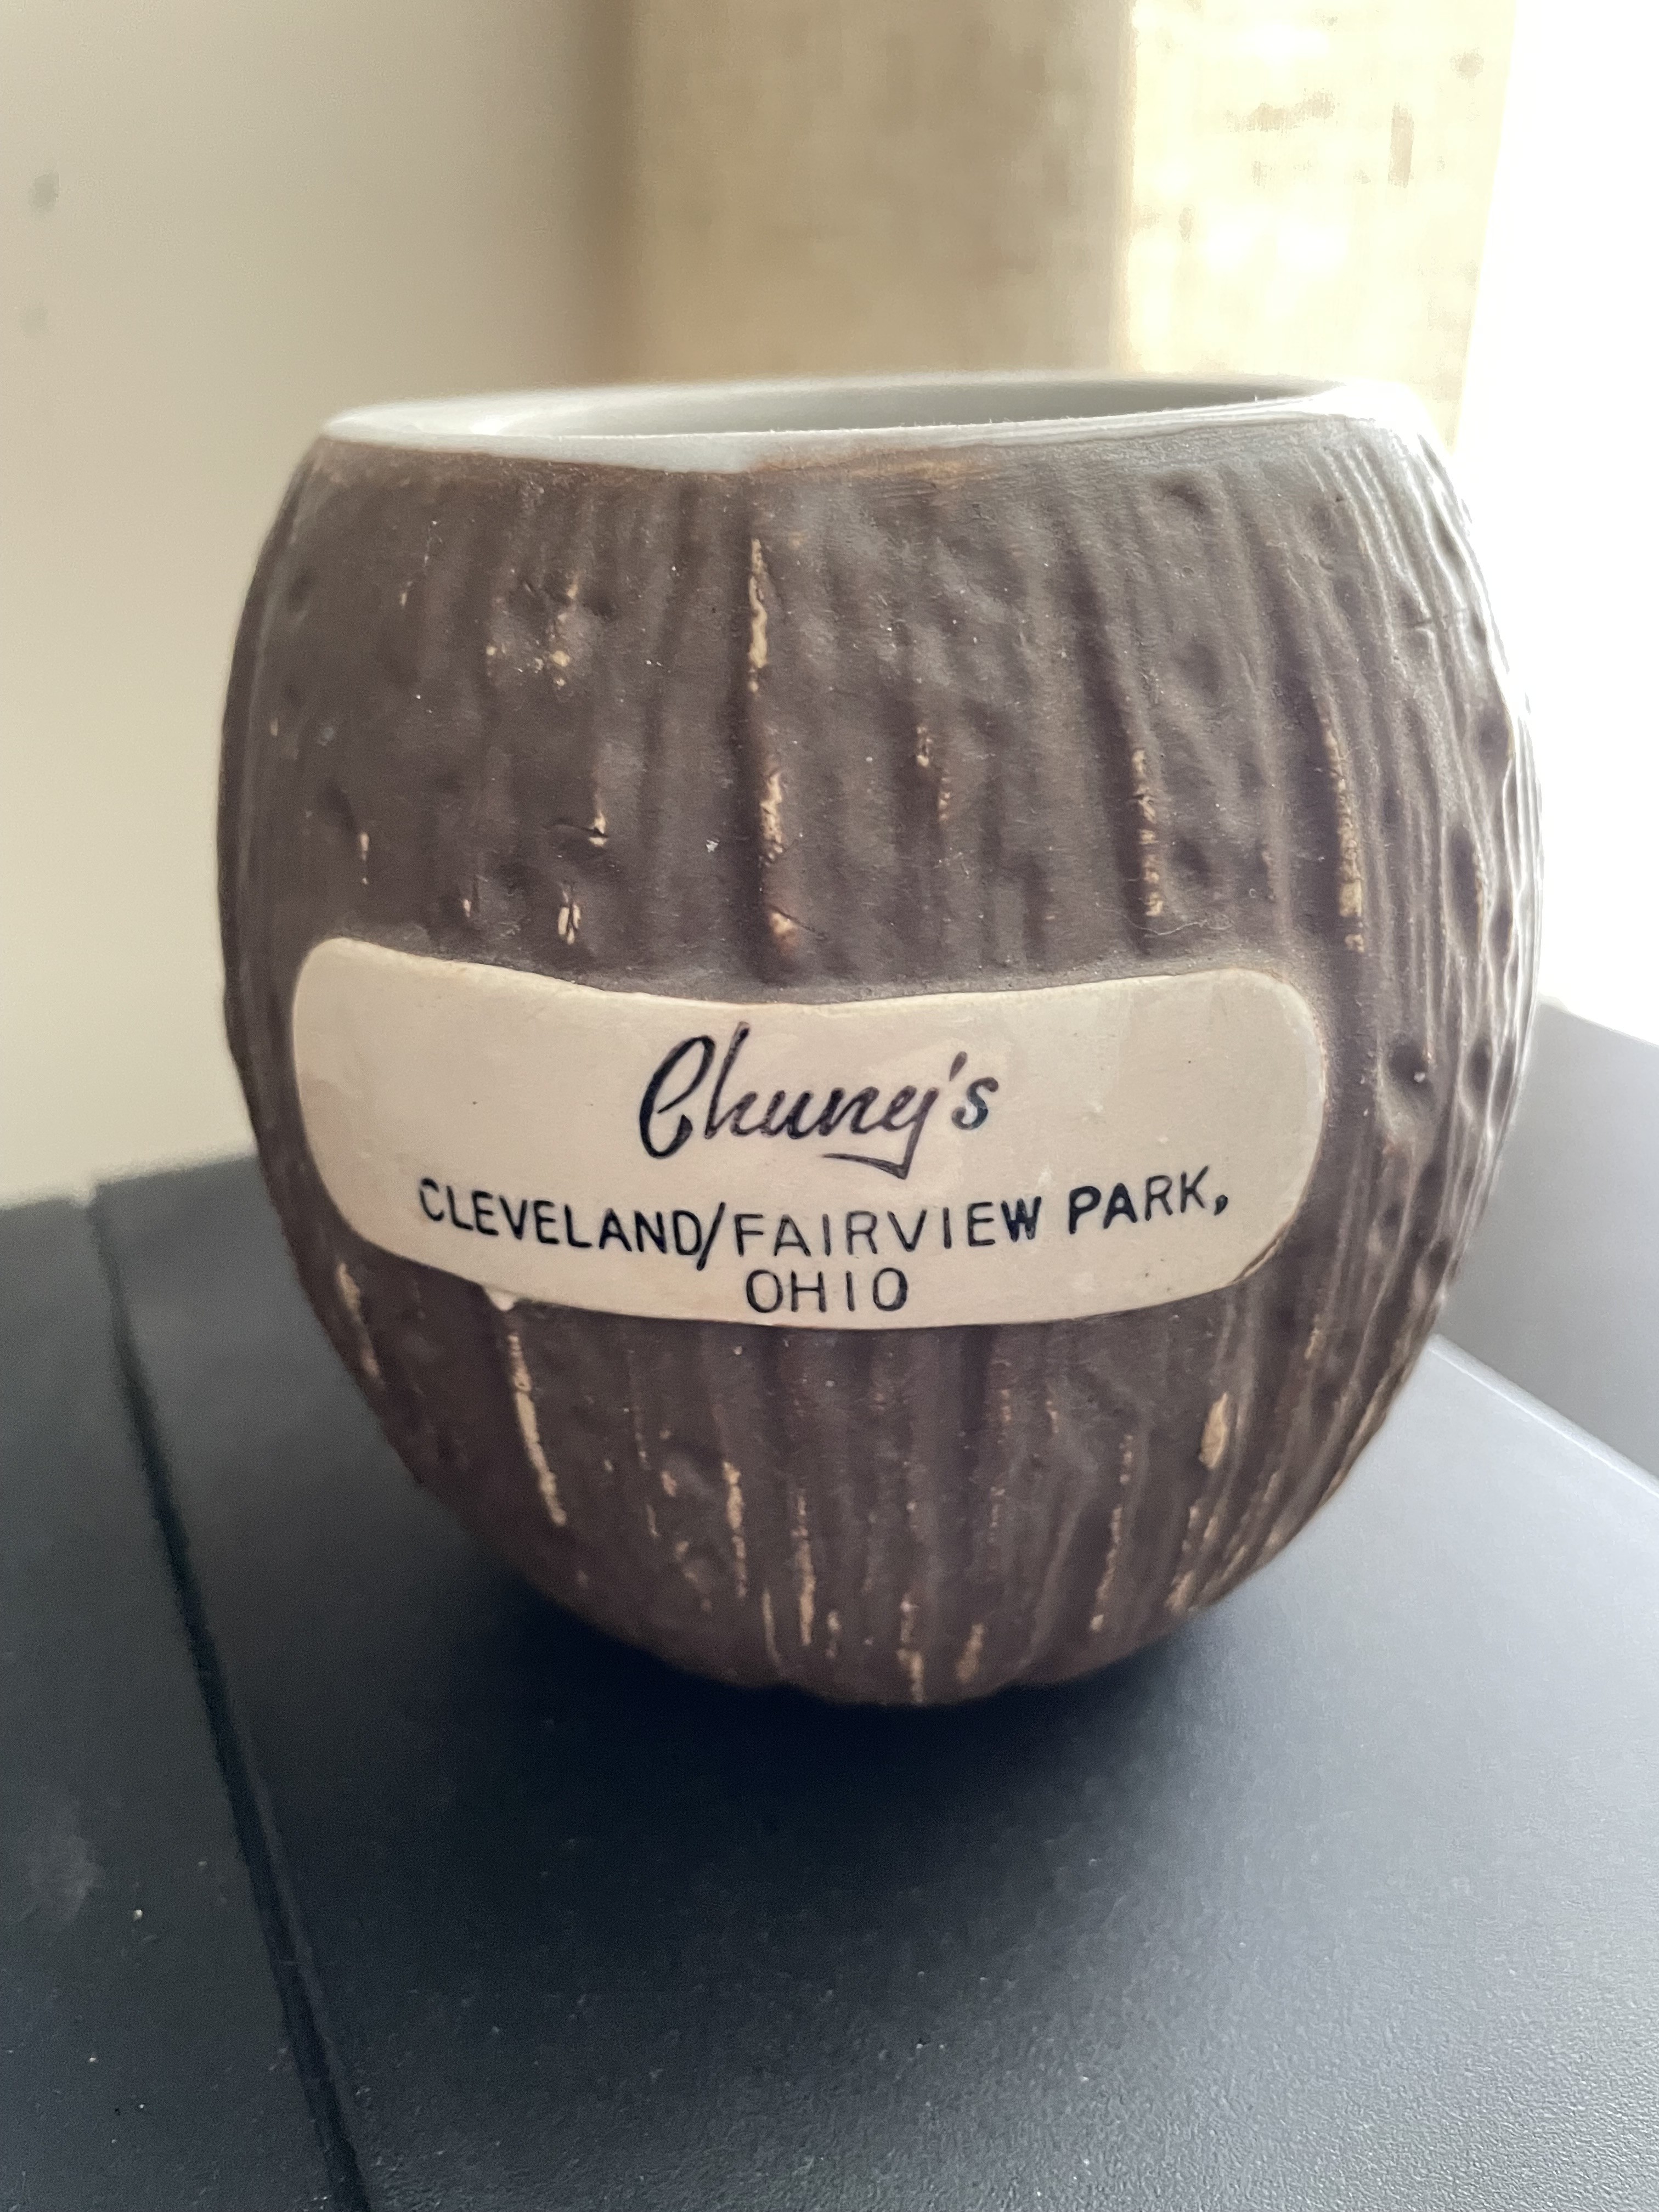 Chung's
CLEVELAND/FAIRVIEW PARK,
OHIO